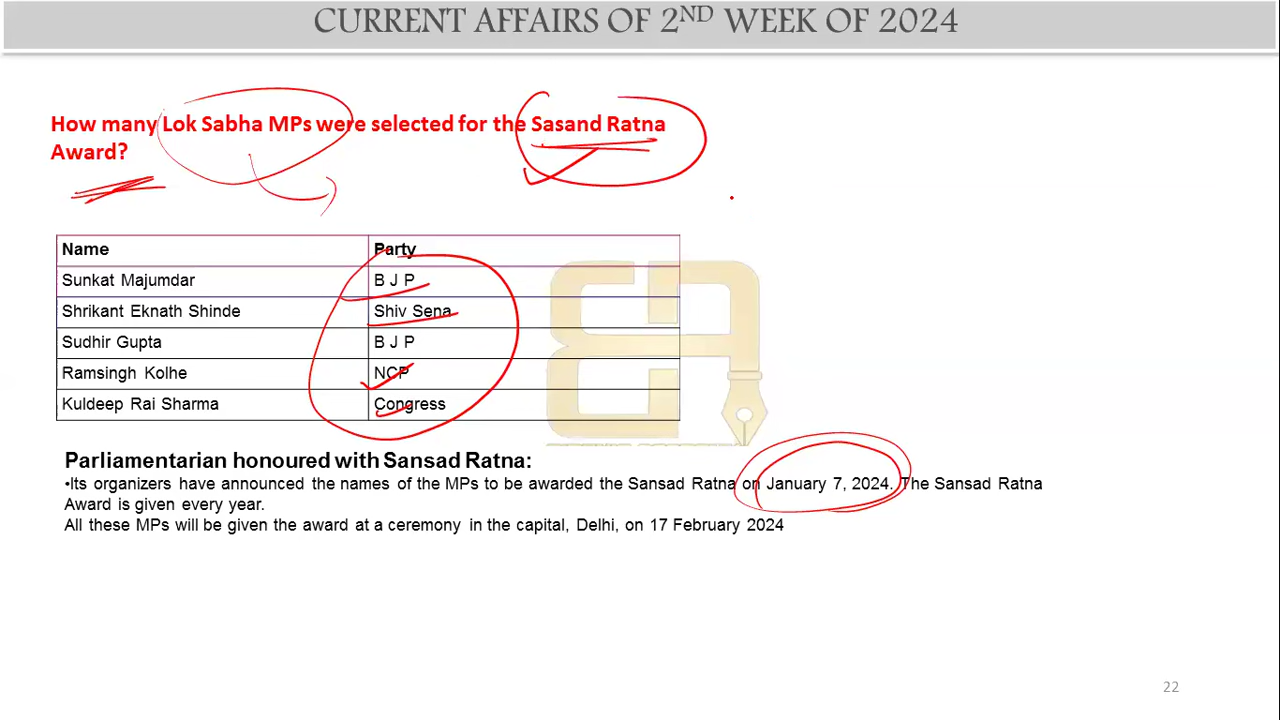 CURRENT AFFAIRS OF 2ND WEEK OF 2024
How many Lok Sabha MPs were selected for the Sasand Ratna
Award?
Name Party
Sunkat Majumdar B J P
Shrikant Eknath Shinde Shiv Sena
Sudhir Gupta B J P
Ramsingh Kolhe NCP
Kuldeep Rai Sharma Congress
Parliamentarian honoured with Sansad Ratna:
•Its organizers have announced the names of the MPs to be awarded the Sansad Ratna on January 7, 2024. The Sansad Ratna
Award is given every year.
All these MPs will be given the award at a ceremony in the capital, Delhi, on 17 February 2024
22